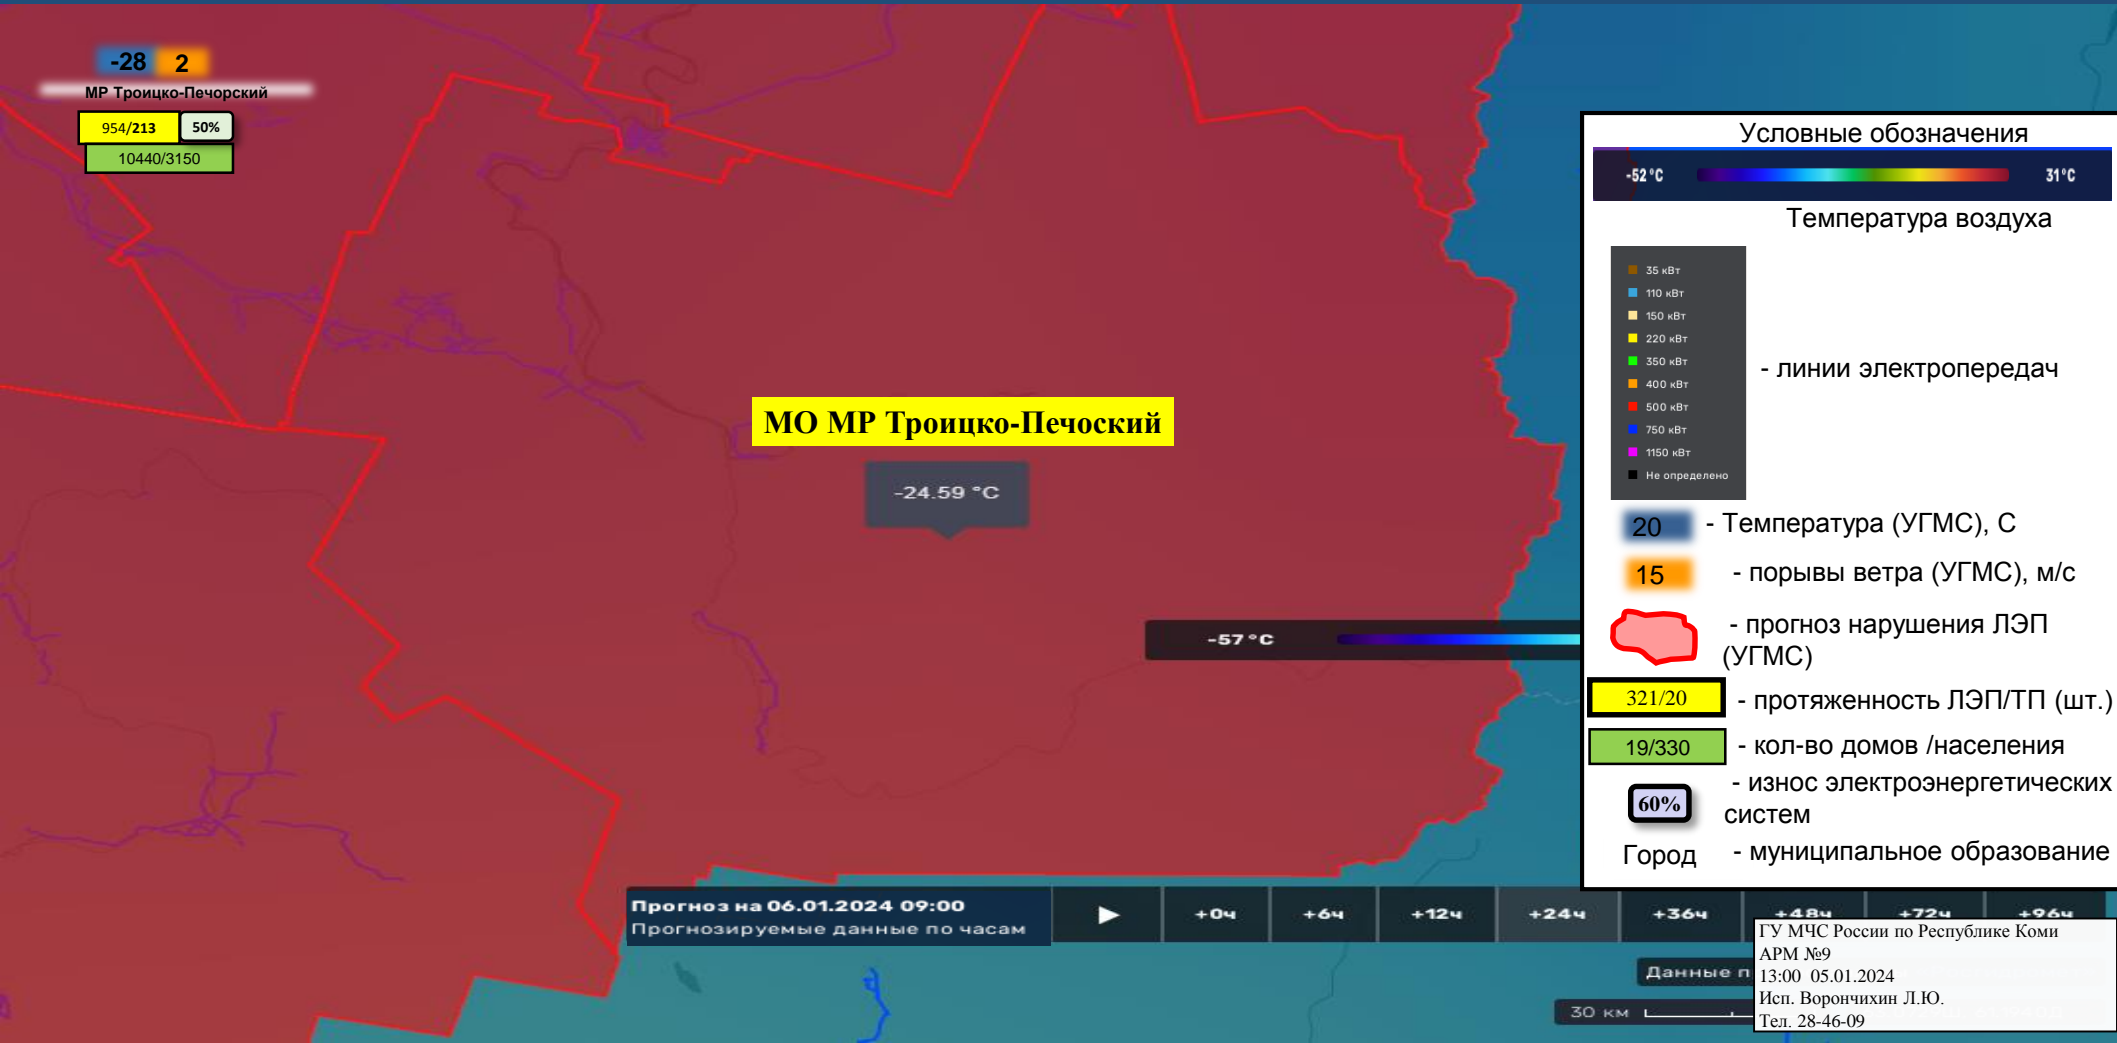 -28 2
МР Троицко-Печорский
954/213 50%
10440/3150
МО МР Троицко-Печоский
-24.59 °C
-57 °C
Условные обозначения
-52 °C 31°C
Температура воздуха
35 кВт
110 кВт
150 кВт
220 кВт
350 кВт
400 кВт
500 кВт
750 кВт
1150 кВт
Не определено
- линии электропередач
20 - Температура (УГМС), С
15 - порывы ветра (УГМС), м/с
- прогноз нарушения ЛЭП
(УГМС)
321/20 - протяженность ЛЭП/ТП (шт.)
19/330 - кол-во домов /населения
60% - износ электроэнергетических
систем
Город - муниципальное образование
Прогноз на 06.01.2024 09:00
Прогнозируемые данные по часам
+0ч +6ч +12ч +24ч +36ч +48ч +72ч +96ч
Данные
30 км
ГУ МЧС России по Республике Коми
АРМ №9
13:00 05.01.2024
Исп. Ворончихин Л.Ю.
Тел. 28-46-09